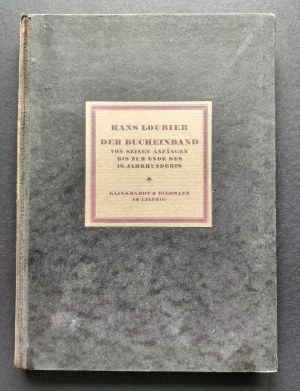 HANS LOUBIER
DER BUCHEINBAND
VON SEINEN ANFÄNGEN
BIS ZUM ENDE DES
18. JAHRHUNDERTS
KLINKHARDT & BIERMANN
IN LEIPZIG